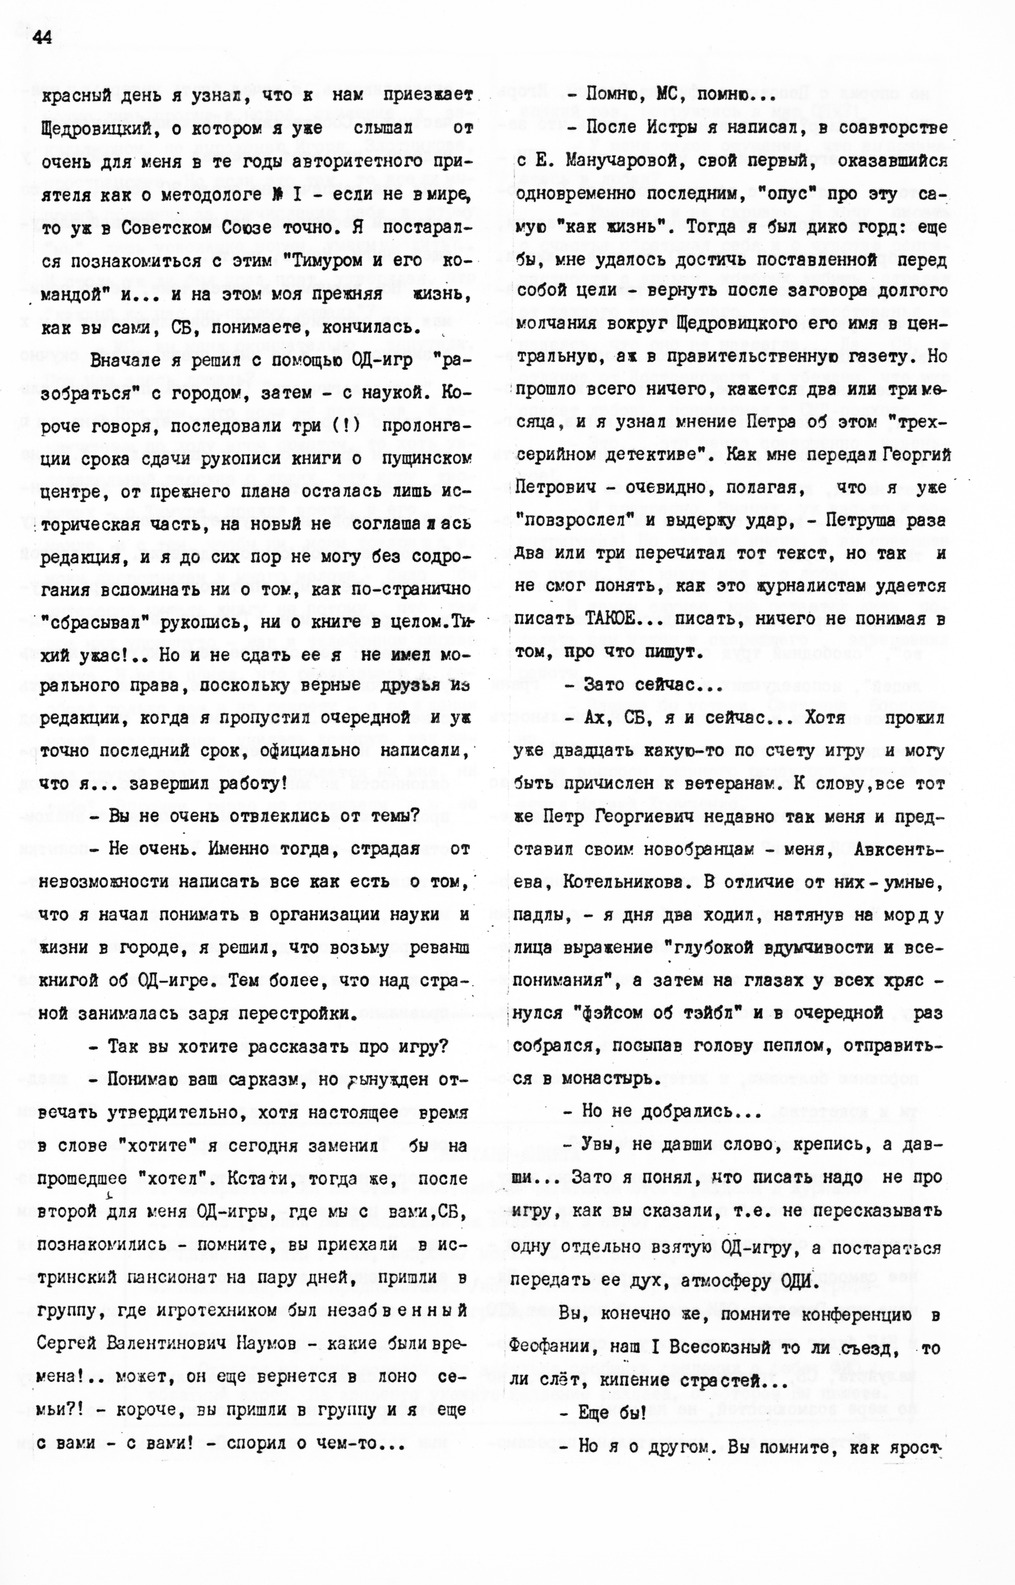 44
красный день я узнал, что к нам приезжает
Щедровицкий, о котором я уже слышал от
очень для меня в те годы авторитетного при-
ятеля как о методологе № I - если не в мире,
то уж в Советском Союзе точно. Я постарал-
ся познакомиться с этим "Тимуром и его ко-
мандой" и... и на этом моя прежняя жизнь,
как вы сами, СБ, понимаете, кончилась.
Вначале я решил с помощью ОД-игр "ра-
зобраться" с городом, затем - с наукой. Ко-
роче говоря, последовали три (!) пролонга-
ции срока сдачи рукописи книги о пущинском
центре, от прежнего плана осталась лишь ис-
торическая часть, на новый не соглашалась
редакция, и я до сих пор не могу без содро-
гания вспоминать ни о том, как по-странично
"сбрасывал" рукопись, ни о книге в целом.Ти-
хий ужас!.. Но и не сдать ее я не имел мо-
рального права, поскольку верные друзья из
редакции, когда я пропустил очередной и уж
точно последний срок, официально написали,
что я... завершил работу!
- Вы не очень отвлеклись от темы?
- Не очень. Именно тогда, страдая от
невозможности написать все как есть о том,
что я начал понимать в организации науки и
жизни в городе, я решил, что возьму реванш
книгой об ОД-игре. Тем более, что над стра-
ной занималась заря перестройки.
- Так вы хотите рассказать про игру?
- Понимаю ваш сарказм, но вынужден от-
вечать утвердительно, хотя настоящее время
в слове "хотите" я сегодня заменил бы на
прошедшее "хотел". Кстати, тогда же, после
второй для меня ОД-игры, где мы с вами,СБ,
познакомились - помните, вы приехали в ис-
тринский пансионат на пару дней, пришли в
группу, где игротехником был незабвенный
Сергей Валентинович Наумов - какие были вре-
мена!.. может, он еще вернется в лоно се-
мьи?! - короче, вы пришли в группу и я еще
с вами - с вами! - спорил о чем-то...
- Помню, МС, помню...
- После Истры я написал, в соавторстве
с Е. Манучаровой, свой первый, оказавшийся
одновременно последним, "опус" про эту са-
мую "как жизнь". Тогда я был дико горд: еще
бы, мне удалось достичь поставленной перед
собой цели - вернуть после заговора долгого
молчания вокруг Щедровицкого его имя в цен-
тральную, аж в правительственную газету. Но
прошло всего ничего, кажется два или три ме-
сяца, и я узнал мнение Петра об этом "трех-
серийном детективе". Как мне передал Георгий
Петрович - очевидно, полагая, что я уже
"повзрослел" и выдержу удар, - Петруша раза
два или три перечитал тот текст, но так и
не смог понять, как это журналистам удается
писать ТАКОЕ... писать, ничего не понимая в
том, про что пишут.
- Зато сейчас...
- Ах, СБ, я и сейчас... Хотя прожил
уже двадцать какую-то по счету игру и могу
быть причислен к ветеранам. К слову,все тот
же Петр Георгиевич недавно так меня и пред-
ставил своим новобранцам - меня, Авксенть-
ева, Котельникова. В отличие от них - умные,
падлы, - я дня два ходил, натянув на морду
лица выражение "глубокой вдумчивости и все-
понимания", а затем на глазах у всех хряс -
нулся "фэйсом об тэйбл" и в очередной раз
собрался, посыпав голову пеплом, отправить-
ся в монастырь.
- Но не добрались...
- Увы, не давши слово, крепись, а дав-
ши... Зато я понял, что писать надо не про
игру, как вы сказали, т.е. не пересказывать
одну отдельно взятую ОД-игру, а постараться
передать ее дух, атмосферу ОДИ.
Вы, конечно же, помните конференцию в
Феофании, наш I Всесоюзный то ли съезд, то
ли слёт, кипение страстей...
- Еще бы!
- Но я о другом. Вы помните, как ярост-